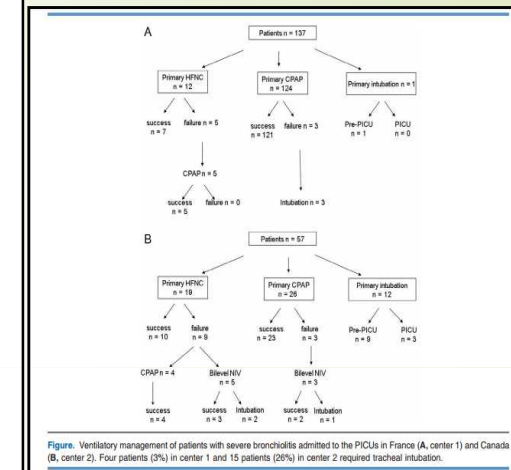 A
Patients n = 137
Primary HFNC
n = 12
Primary CPAP
n = 124
Primary intubation n = 1
success
n = 7
failure n = 5
success
n = 121
failure n = 3
Pre-PICU
n = 1
PICU
n = 0
CPAP n = 5
success
n = 5
failure n = 0
Intubation n = 3
B
Patients n = 57
Primary HFNC
n = 19
Primary CPAP
n = 26
Primary intubation
n = 12
success
n = 10
failure
n = 9
success
n = 23
failure
n = 3
Pre-PICU
n = 9
PICU
n = 3
CPAP n = 4
Bilevel NIV
n = 5
Bilevel NIV
n = 3
success
n = 4
success
n = 3
Intubation
n = 2
success
n = 2
Intubation
n = 1
Figure. Ventilatory management of patients with severe bronchiolitis admitted to the PICUs in France (A, center 1) and Canada
(B, center 2). Four patients (3%) in center 1 and 15 patients (26%) in center 2 required tracheal intubation.